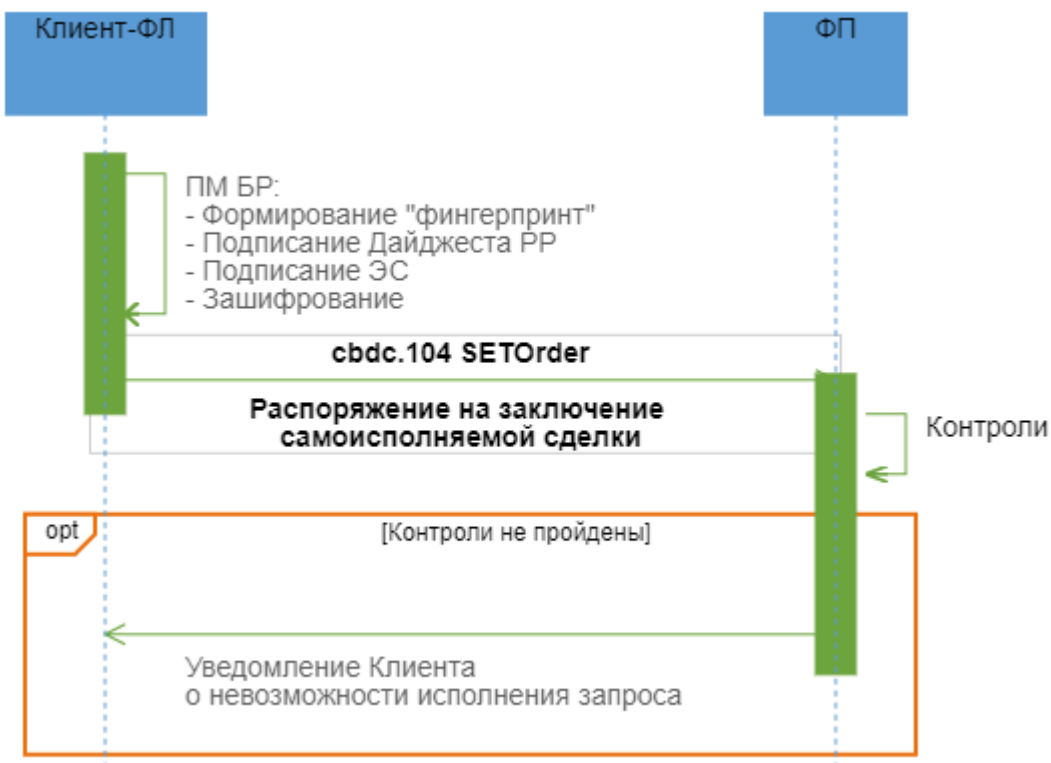 Клиент-ФЛ
ФП
ПМ БР:
- Формирование "фингерпринт"
- Подписание Дайджеста РР
- Подписание ЭС
- Зашифрование
cbdc.104 SETOrder
Распоряжение на заключение
самоисполняемой сделки
Контроли
opt
[Контроли не пройдены]
Уведомление Клиента
о невозможности исполнения запроса